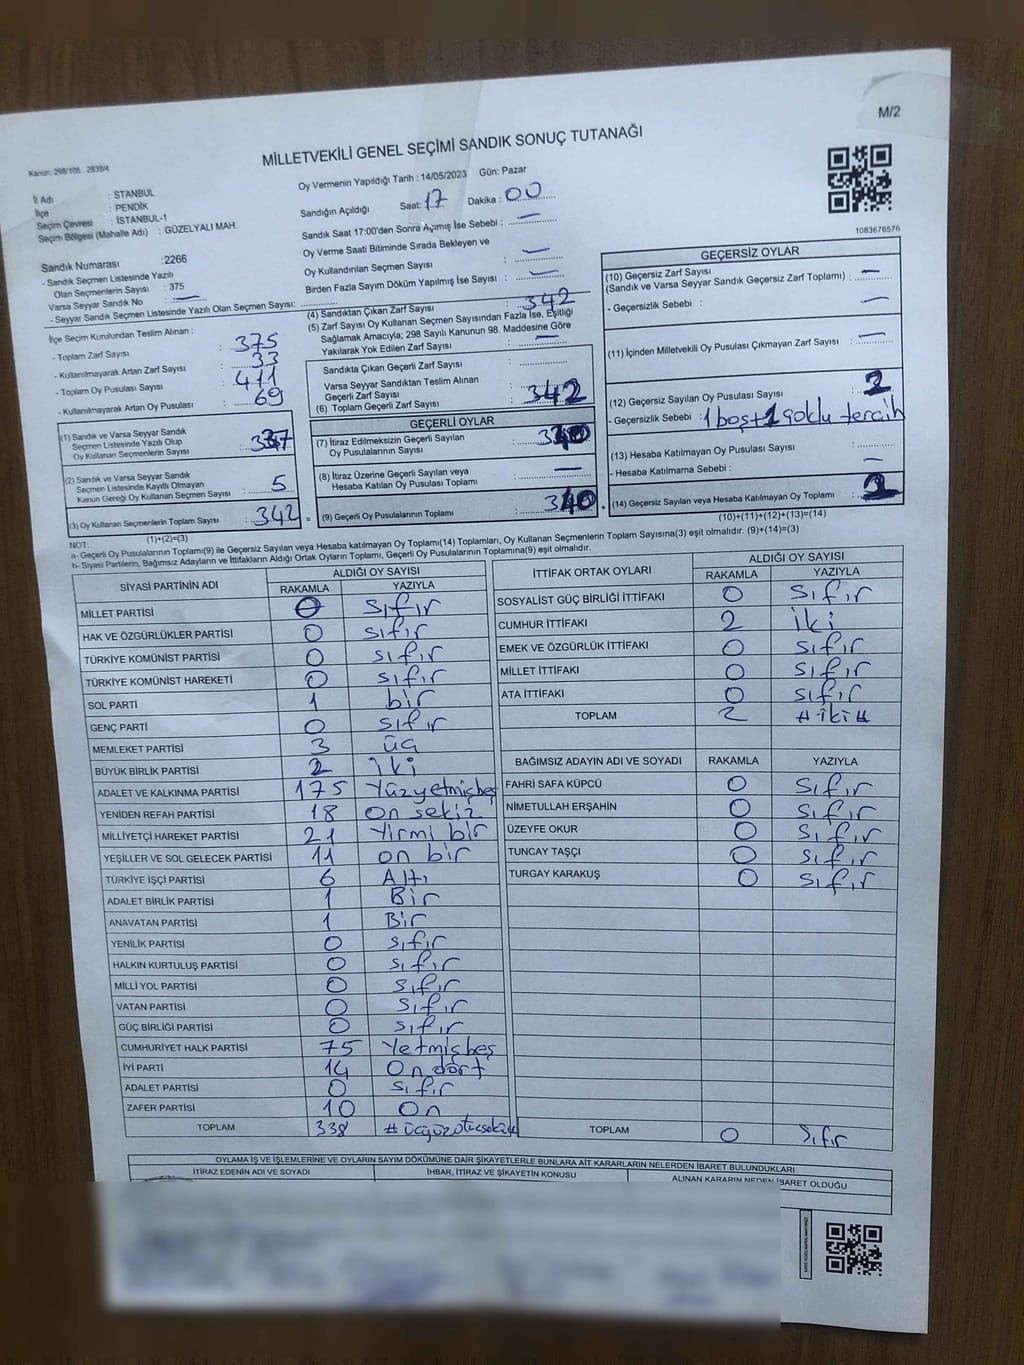 M/2
Kanun: 298/105 , 2839/4
MİLLETVEKİLİ GENEL SEÇİMİ SANDIK SONUÇ TUTANAĞI
İl Adı : STANBUL
İlçe : PENDİK
Seçim Çevresi : İSTANBUL-1
Seçim Bölgesi (Mahalle Adı) : GÜZELYALI MAH.
Sandık Numarası :2266
- Sandık Seçmen Listesinde Yazılı
Olan Seçmenlerin Sayısı : 375
Varsa Seyyar Sandık No : —
- Seyyar Sandık Seçmen Listesinde Yazılı Olan Seçmen Sayısı:
Oy Vermenin Yapıldığı Tarih : 14/05/2023 Gün: Pazar
Sandığın Açıldığı Saat: 17 Dakika : 00
Sandık Saat 17:00'den Sonra Açımış İse Sebebi : —
Oy Verme Saati Bitiminde Sırada Bekleyen ve
Oy Kullandırılan Seçmen Sayısı : —
Birden Fazla Sayım Döküm Yapılmış İse Sayısı : —
1083676576
İlçe Seçim Kurulundan Teslim Alınan :
- Toplam Zarf Sayısı : 375
- Kullanılmayarak Artan Zarf Sayısı : 33
- Toplam Oy Pusulası Sayısı : 411
- Kullanılmayarak Artan Oy Pusulası : 69
(1) Sandık ve Varsa Seyyar Sandık
Seçmen Listesinde Yazılı Olup
Oy Kullanan Seçmenlerin Sayısı : 337
(2) Sandık ve Varsa Seyyar Sandık
Seçmen Listesinde Kayıtlı Olmayan
Kanun Gereği Oy Kullanan Seçmen Sayısı : 5
(3) Oy Kullanan Seçmenlerin Toplam Sayısı : 342
(1)+(2)=(3)
(4) Sandıktan Çıkan Zarf Sayısı : 342
(5) Zarf Sayısı Oy Kullanan Seçmen Sayısından Fazla İse, Eşitliği
Sağlamak Amacıyla; 298 Sayılı Kanunun 98. Maddesine Göre
Yakılarak Yok Edilen Zarf Sayısı : —
Sandıkta Çıkan Geçerli Zarf Sayısı :
Varsa Seyyar Sandıktan Teslim Alınan
Geçerli Zarf Sayısı :
(6) Toplam Geçerli Zarf Sayısı : 342
GEÇERLİ OYLAR
(7) İtiraz Edilmeksizin Geçerli Sayılan
Oy Pusulalarının Sayısı : 340
(8) İtiraz Üzerine Geçerli Sayılan veya
Hesaba Katılan Oy Pusulası Toplamı : —
= (9) Geçerli Oy Pusulalarının Toplamı : 340 +
GEÇERSİZ OYLAR
(10) Geçersiz Zarf Sayısı
(Sandık ve Varsa Seyyar Sandık Geçersiz Zarf Toplamı) : —
- Geçersizlik Sebebi : —
(11) İçinden Milletvekili Oy Pusulası Çıkmayan Zarf Sayısı : —
(12) Geçersiz Sayılan Oy Pusulası Sayısı : 2
- Geçersizlik Sebebi : 1 boş+1 çoklu tercih
(13) Hesaba Katılmayan Oy Pusulası Sayısı :
- Hesaba Katılmama Sebebi : —
(14) Geçersiz Sayılan veya Hesaba Katılmayan Oy Toplamı : 2
(10)+(11)+(12)+(13)=(14)
NOT:
a- Geçerli Oy Pusulalarının Toplamı(9) ile Geçersiz Sayılan veya Hesaba Katılmayan Oy Toplamı(14) Toplamları, Oy Kullanan Seçmenlerin Toplam Sayısına(3) eşit olmalıdır. (9)+(14)=(3)
b- Siyasi Partilerin, Bağımsız Adayların ve İttifakların Aldığı Ortak Oyların Toplamı, Geçerli Oy Pusulalarının Toplamına(9) eşit olmalıdır.
SİYASİ PARTİNİN ADI ALDIĞI OY SAYISI
RAKAMLA YAZIYLA
MİLLET PARTİSİ 0 sıfır
HAK VE ÖZGÜRLÜKLER PARTİSİ 0 sıfır
TÜRKİYE KOMÜNİST PARTİSİ 0 sıfır
TÜRKİYE KOMÜNİST HAREKETİ 0 sıfır
SOL PARTİ 1 bir
GENÇ PARTİ 0 sıfır
MEMLEKET PARTİSİ 3 üç
BÜYÜK BİRLİK PARTİSİ 2 iki
ADALET VE KALKINMA PARTİSİ 175 Yüzyetmişbeş
YENİDEN REFAH PARTİSİ 18 On sekiz
MİLLİYETÇİ HAREKET PARTİSİ 21 Yirmi bir
YEŞİLLER VE SOL GELECEK PARTİSİ 11 on bir
TÜRKİYE İŞÇİ PARTİSİ 6 Altı
ADALET BİRLİK PARTİSİ 1 Bir
ANAVATAN PARTİSİ 1 Bir
YENİLİK PARTİSİ 0 sıfır
HALKIN KURTULUŞ PARTİSİ 0 sıfır
MİLLİ YOL PARTİSİ 0 sıfır
VATAN PARTİSİ 0 sıfır
GÜÇ BİRLİĞİ PARTİSİ 0 sıfır
CUMHURİYET HALK PARTİSİ 75 Yetmişbeş
İYİ PARTİ 14 On dört
ADALET PARTİSİ 0 sıfır
ZAFER PARTİSİ 10 On
TOPLAM 338 #üçyüzotuzsekiz
İTTİFAK ORTAK OYLARI ALDIĞI OY SAYISI
RAKAMLA YAZIYLA
SOSYALİST GÜÇ BİRLİĞİ İTTİFAKI 0 sıfır
CUMHUR İTTİFAKI 2 iki
EMEK VE ÖZGÜRLÜK İTTİFAKI 0 sıfır
MİLLET İTTİFAKI 0 sıfır
ATA İTTİFAKI 0 sıfır
TOPLAM 2 #iki#
BAĞIMSIZ ADAYIN ADI VE SOYADI RAKAMLA YAZIYLA
FAHRİ SAFA KÜPCÜ 0 sıfır
NİMETULLAH ERŞAHİN 0 sıfır
ÜZEYFE OKUR 0 sıfır
TUNCAY TAŞÇI 0 sıfır
TURGAY KARAKUŞ 0 sıfır
TOPLAM 0 sıfır
OYLAMA İŞ VE İŞLEMLERİNE VE OYLARIN SAYIM DÖKÜMÜNE DAİR ŞİKAYETLERLE BUNLARA AİT KARARLARIN NELERDEN İBARET BULUNDUKLARI
İTİRAZ EDENİN ADI VE SOYADI İHBAR, İTİRAZ VE ŞİKAYETİN KONUSU ALINAN KARARIN NEDEN İBARET OLDUĞU